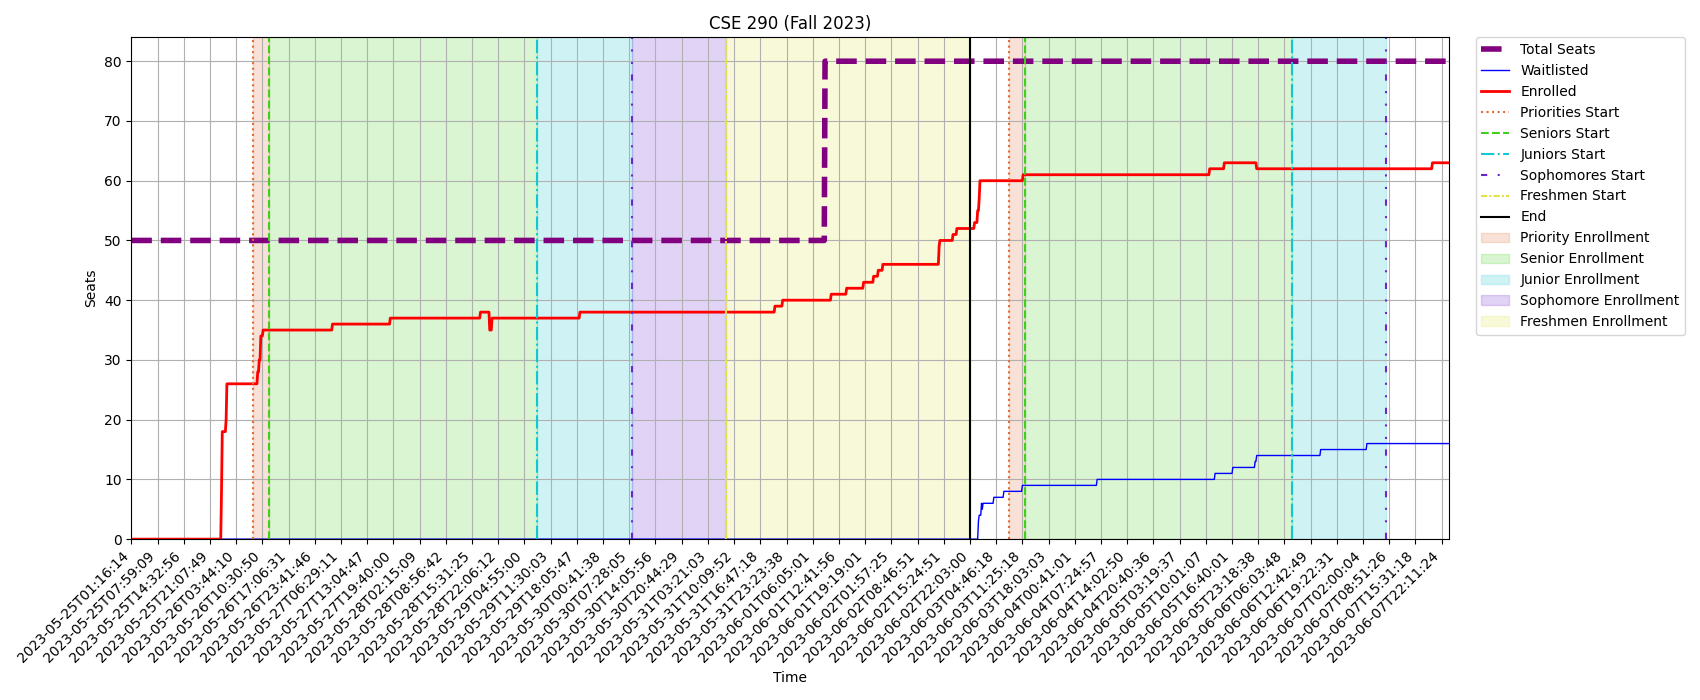 CSE 290 (Fall 2023)
80
70
60
50
40
30
20
10
0
Seats
2023-05-25T01:16:14
2023-05-25T07:59:09
2023-05-25T14:32:56
2023-05-25T21:07:49
2023-05-26T03:44:10
2023-05-26T10:30:50
2023-05-26T17:06:31
2023-05-26T23:41:46
2023-05-27T06:29:11
2023-05-27T13:04:47
2023-05-27T19:40:00
2023-05-28T02:15:09
2023-05-28T08:56:42
2023-05-28T15:31:25
2023-05-28T22:06:12
2023-05-29T04:55:00
2023-05-29T11:30:03
2023-05-29T18:05:47
2023-05-30T00:41:38
2023-05-30T07:28:05
2023-05-30T14:05:56
2023-05-30T20:44:29
2023-05-31T03:21:03
2023-05-31T10:09:52
2023-05-31T16:47:18
2023-05-31T23:23:38
2023-06-01T06:05:01
2023-06-01T12:41:56
2023-06-01T19:19:01
2023-06-02T01:57:25
2023-06-02T08:46:51
2023-06-02T15:24:51
2023-06-02T22:03:00
2023-06-03T04:46:18
2023-06-03T11:25:18
2023-06-03T18:03:03
2023-06-04T00:41:01
2023-06-04T07:24:57
2023-06-04T14:02:50
2023-06-04T20:40:36
2023-06-05T03:19:37
2023-06-05T10:01:07
2023-06-05T16:40:01
2023-06-05T23:18:38
2023-06-06T06:03:48
2023-06-06T12:42:49
2023-06-06T19:22:31
2023-06-07T02:00:04
2023-06-07T08:51:26
2023-06-07T15:31:18
2023-06-07T22:11:24
Time
Total Seats
Waitlisted
Enrolled
Priorities Start
Seniors Start
Juniors Start
Sophomores Start
Freshmen Start
End
Priority Enrollment
Senior Enrollment
Junior Enrollment
Sophomore Enrollment
Freshmen Enrollment